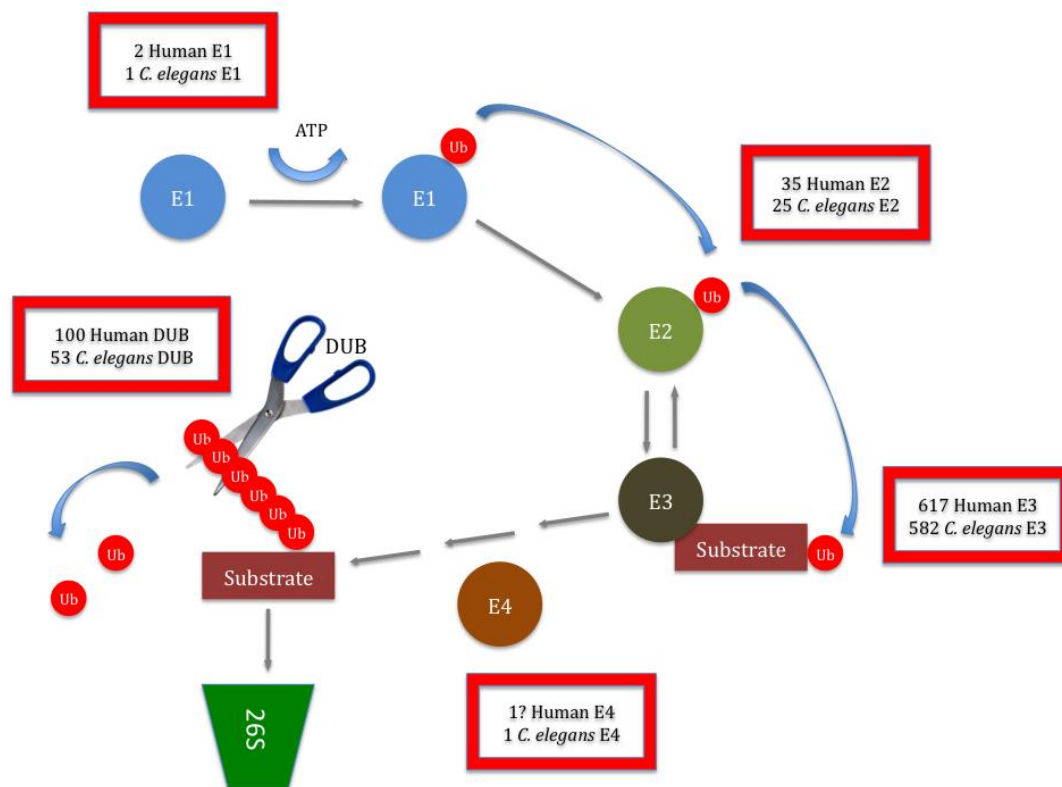 2 Human E1
1 C. elegans E1
ATP
Ub
E1
E1
35 Human E2
25 C. elegans E2
Ub
E2
100 Human DUB
53 C. elegans DUB
DUB
Ub
Ub
Ub
Ub
Ub
Ub
E3
Substrate
Ub
617 Human E3
582 C. elegans E3
Ub
Ub
Substrate
E4
26S
1? Human E4
1 C. elegans E4